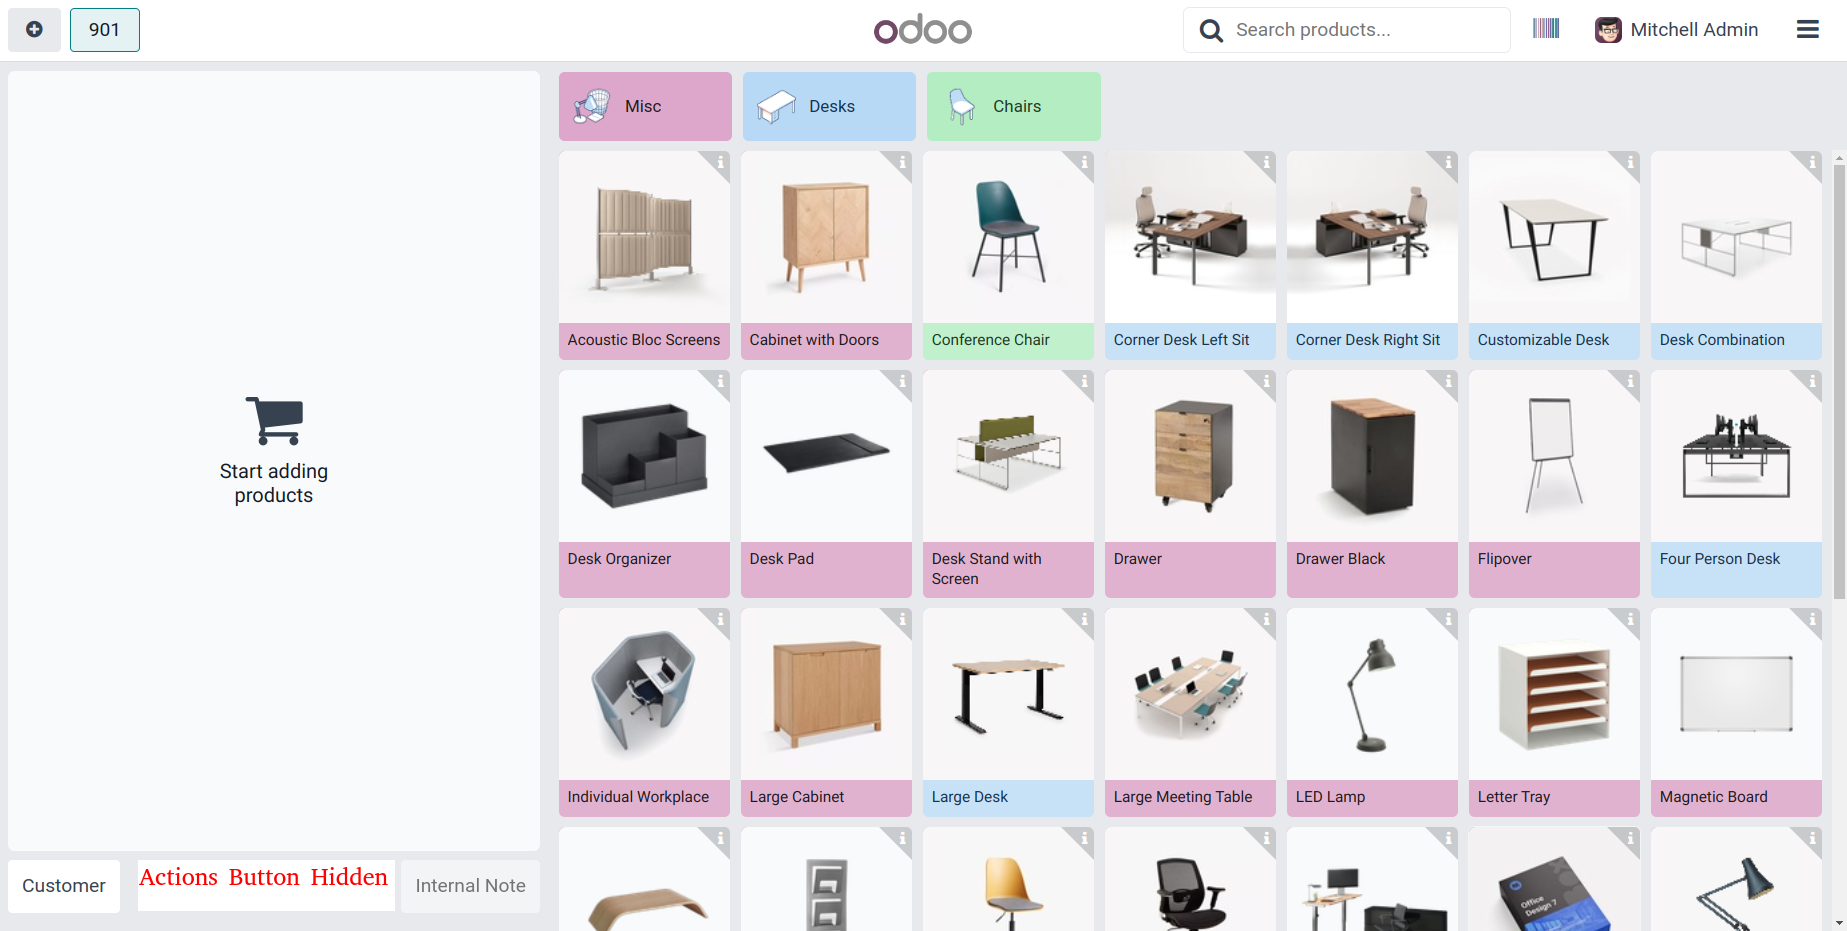 901
odoo
Search products...
Mitchell Admin
Misc
Desks
Chairs
Acoustic Bloc Screens
Cabinet with Doors
Conference Chair
Corner Desk Left Sit
Corner Desk Right Sit
Customizable Desk
Desk Combination
Start adding
products
Desk Organizer
Desk Pad
Desk Stand with
Screen
Drawer
Drawer Black
Flipover
Four Person Desk
Individual Workplace
Large Cabinet
Large Desk
Large Meeting Table
LED Lamp
Letter Tray
Magnetic Board
Office
Design 7
Customer
Actions Button Hidden
Internal Note